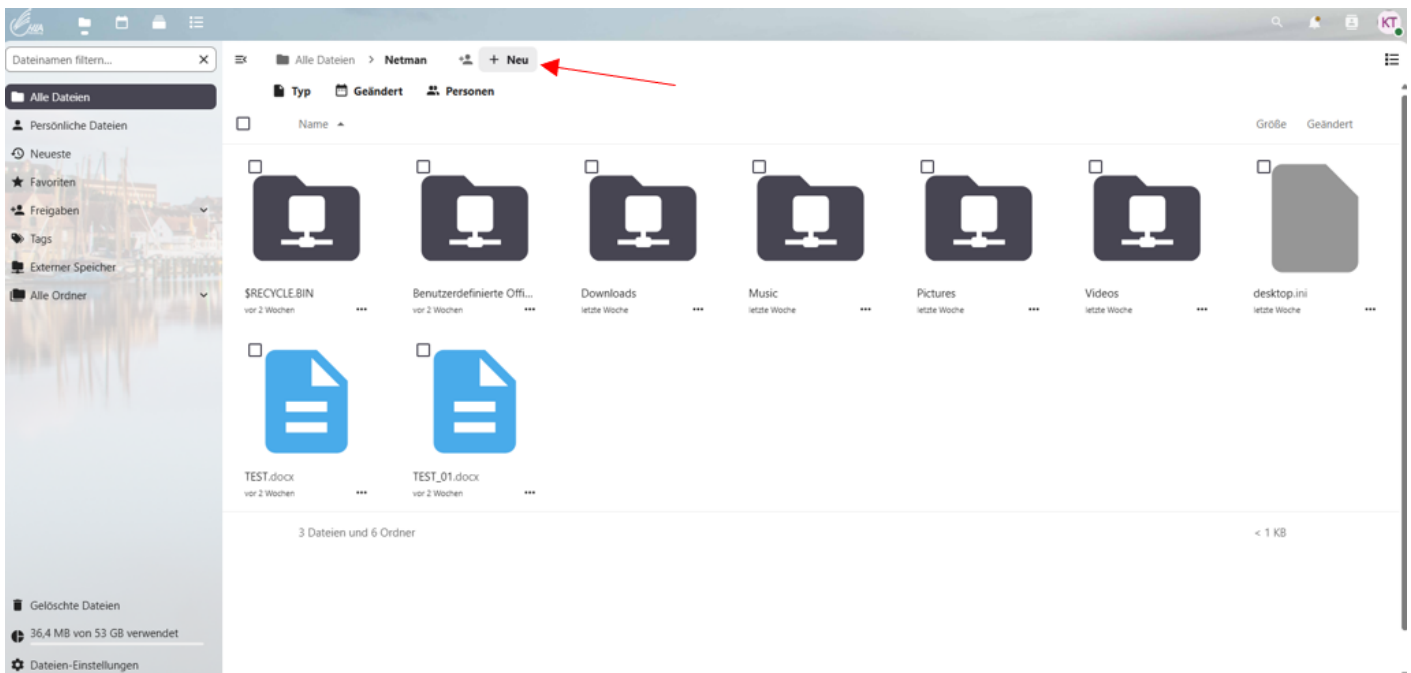 KT
Dateinamen filtern...
Alle Dateien > Netman + Neu
Alle Dateien
Typ Geändert Personen
Persönliche Dateien
Name Größe Geändert
Neueste
Favoriten
Freigaben
Tags
Externer Speicher
Alle Ordner
$RECYCLE.BIN Benutzerdefinierte Offi... Downloads Music Pictures Videos desktop.ini
vor 2 Wochen ••• vor 2 Wochen ••• letzte Woche ••• letzte Woche ••• letzte Woche ••• letzte Woche ••• letzte Woche •••
TEST.docx TEST_01.docx
vor 2 Wochen ••• vor 2 Wochen •••
3 Dateien und 6 Ordner < 1 KB
Gelöschte Dateien
36,4 MB von 53 GB verwendet
Dateien-Einstellungen